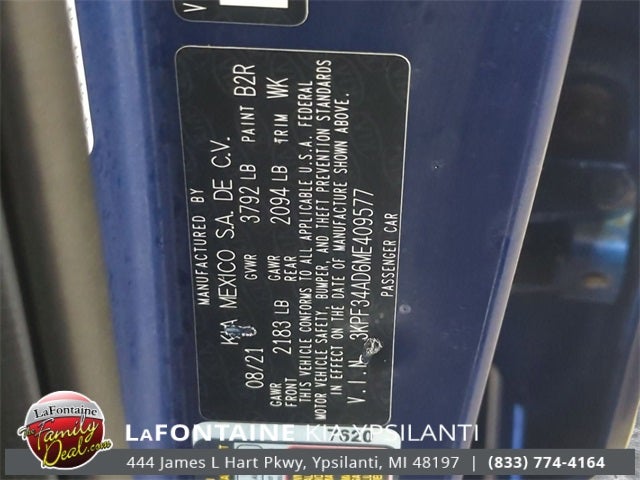 V
MANUFACTURED BY
KIA MEXICO S.A. DE C.V.
08/21 GVWR 3792 LB PAINT B2R
GAWR FRONT 2183 LB GAWR REAR 2094 LB TRIM WK
THIS VEHICLE CONFORMS TO ALL APPLICABLE U.S.A. FEDERAL
MOTOR VEHICLE SAFETY, BUMPER, AND THEFT PREVENTION STANDARDS
IN EFFECT ON THE DATE OF MANUFACTURE SHOWN ABOVE.
V.I.N 3KPF34AD6ME409577
PASSENGER CAR
7620
LaFontaine
The Family
Deal.com
LAFONTAINE KIA YPSILANTI
444 James L Hart Pkwy, Ypsilanti, MI 48197 | (833) 774-4164